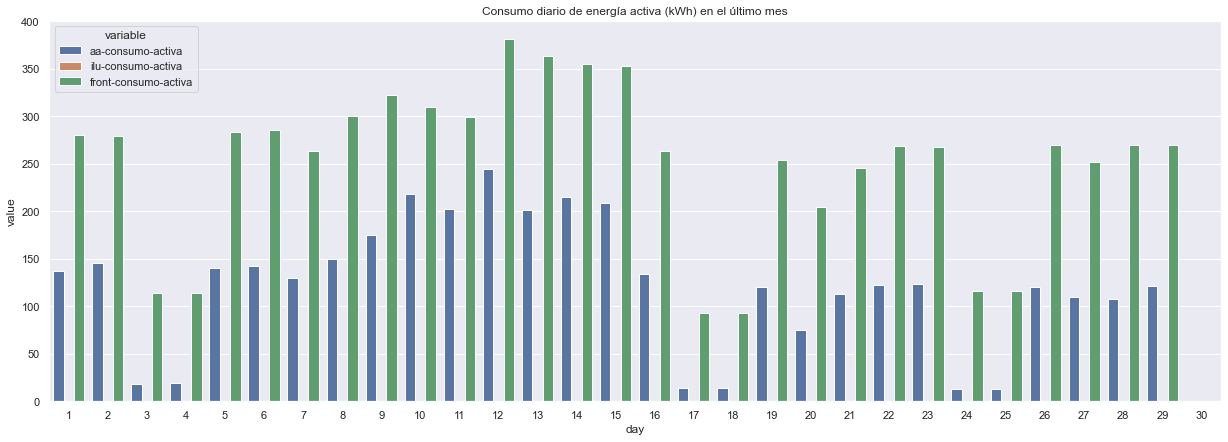 Consumo diario de energía activa (kWh) en el último mes
variable
aa-consumo-activa
ilu-consumo-activa
front-consumo-activa
400
350
300
250
200
150
100
50
0
value
1 2 3 4 5 6 7 8 9 10 11 12 13 14 15 16 17 18 19 20 21 22 23 24 25 26 27 28 29 30
day